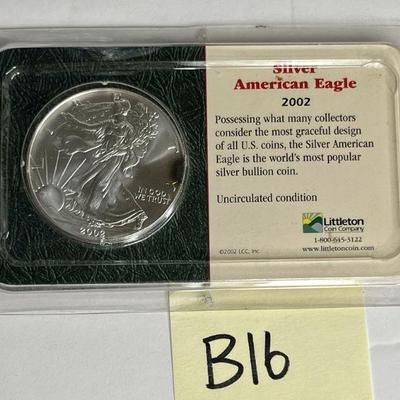 Silver
American Eagle
2002
Possessing what many collectors
consider the most graceful design
of all U.S. coins, the Silver American
Eagle is the world's most popular
silver bullion coin.
Uncirculated condition
Littleton
Coin Company
1-800-645-3122
www.littletoncoin.com
©2002 LCC, Inc
IN GOD
WE TRUST
2002
B16